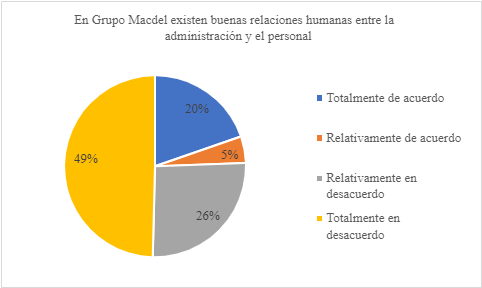 En Grupo Macdel existen buenas relaciones humanas entre la
administración y el personal
20%
5%
26%
49%
Totalmente de acuerdo
Relativamente de acuerdo
Relativamente en
desacuerdo
Totalmente en
desacuerdo